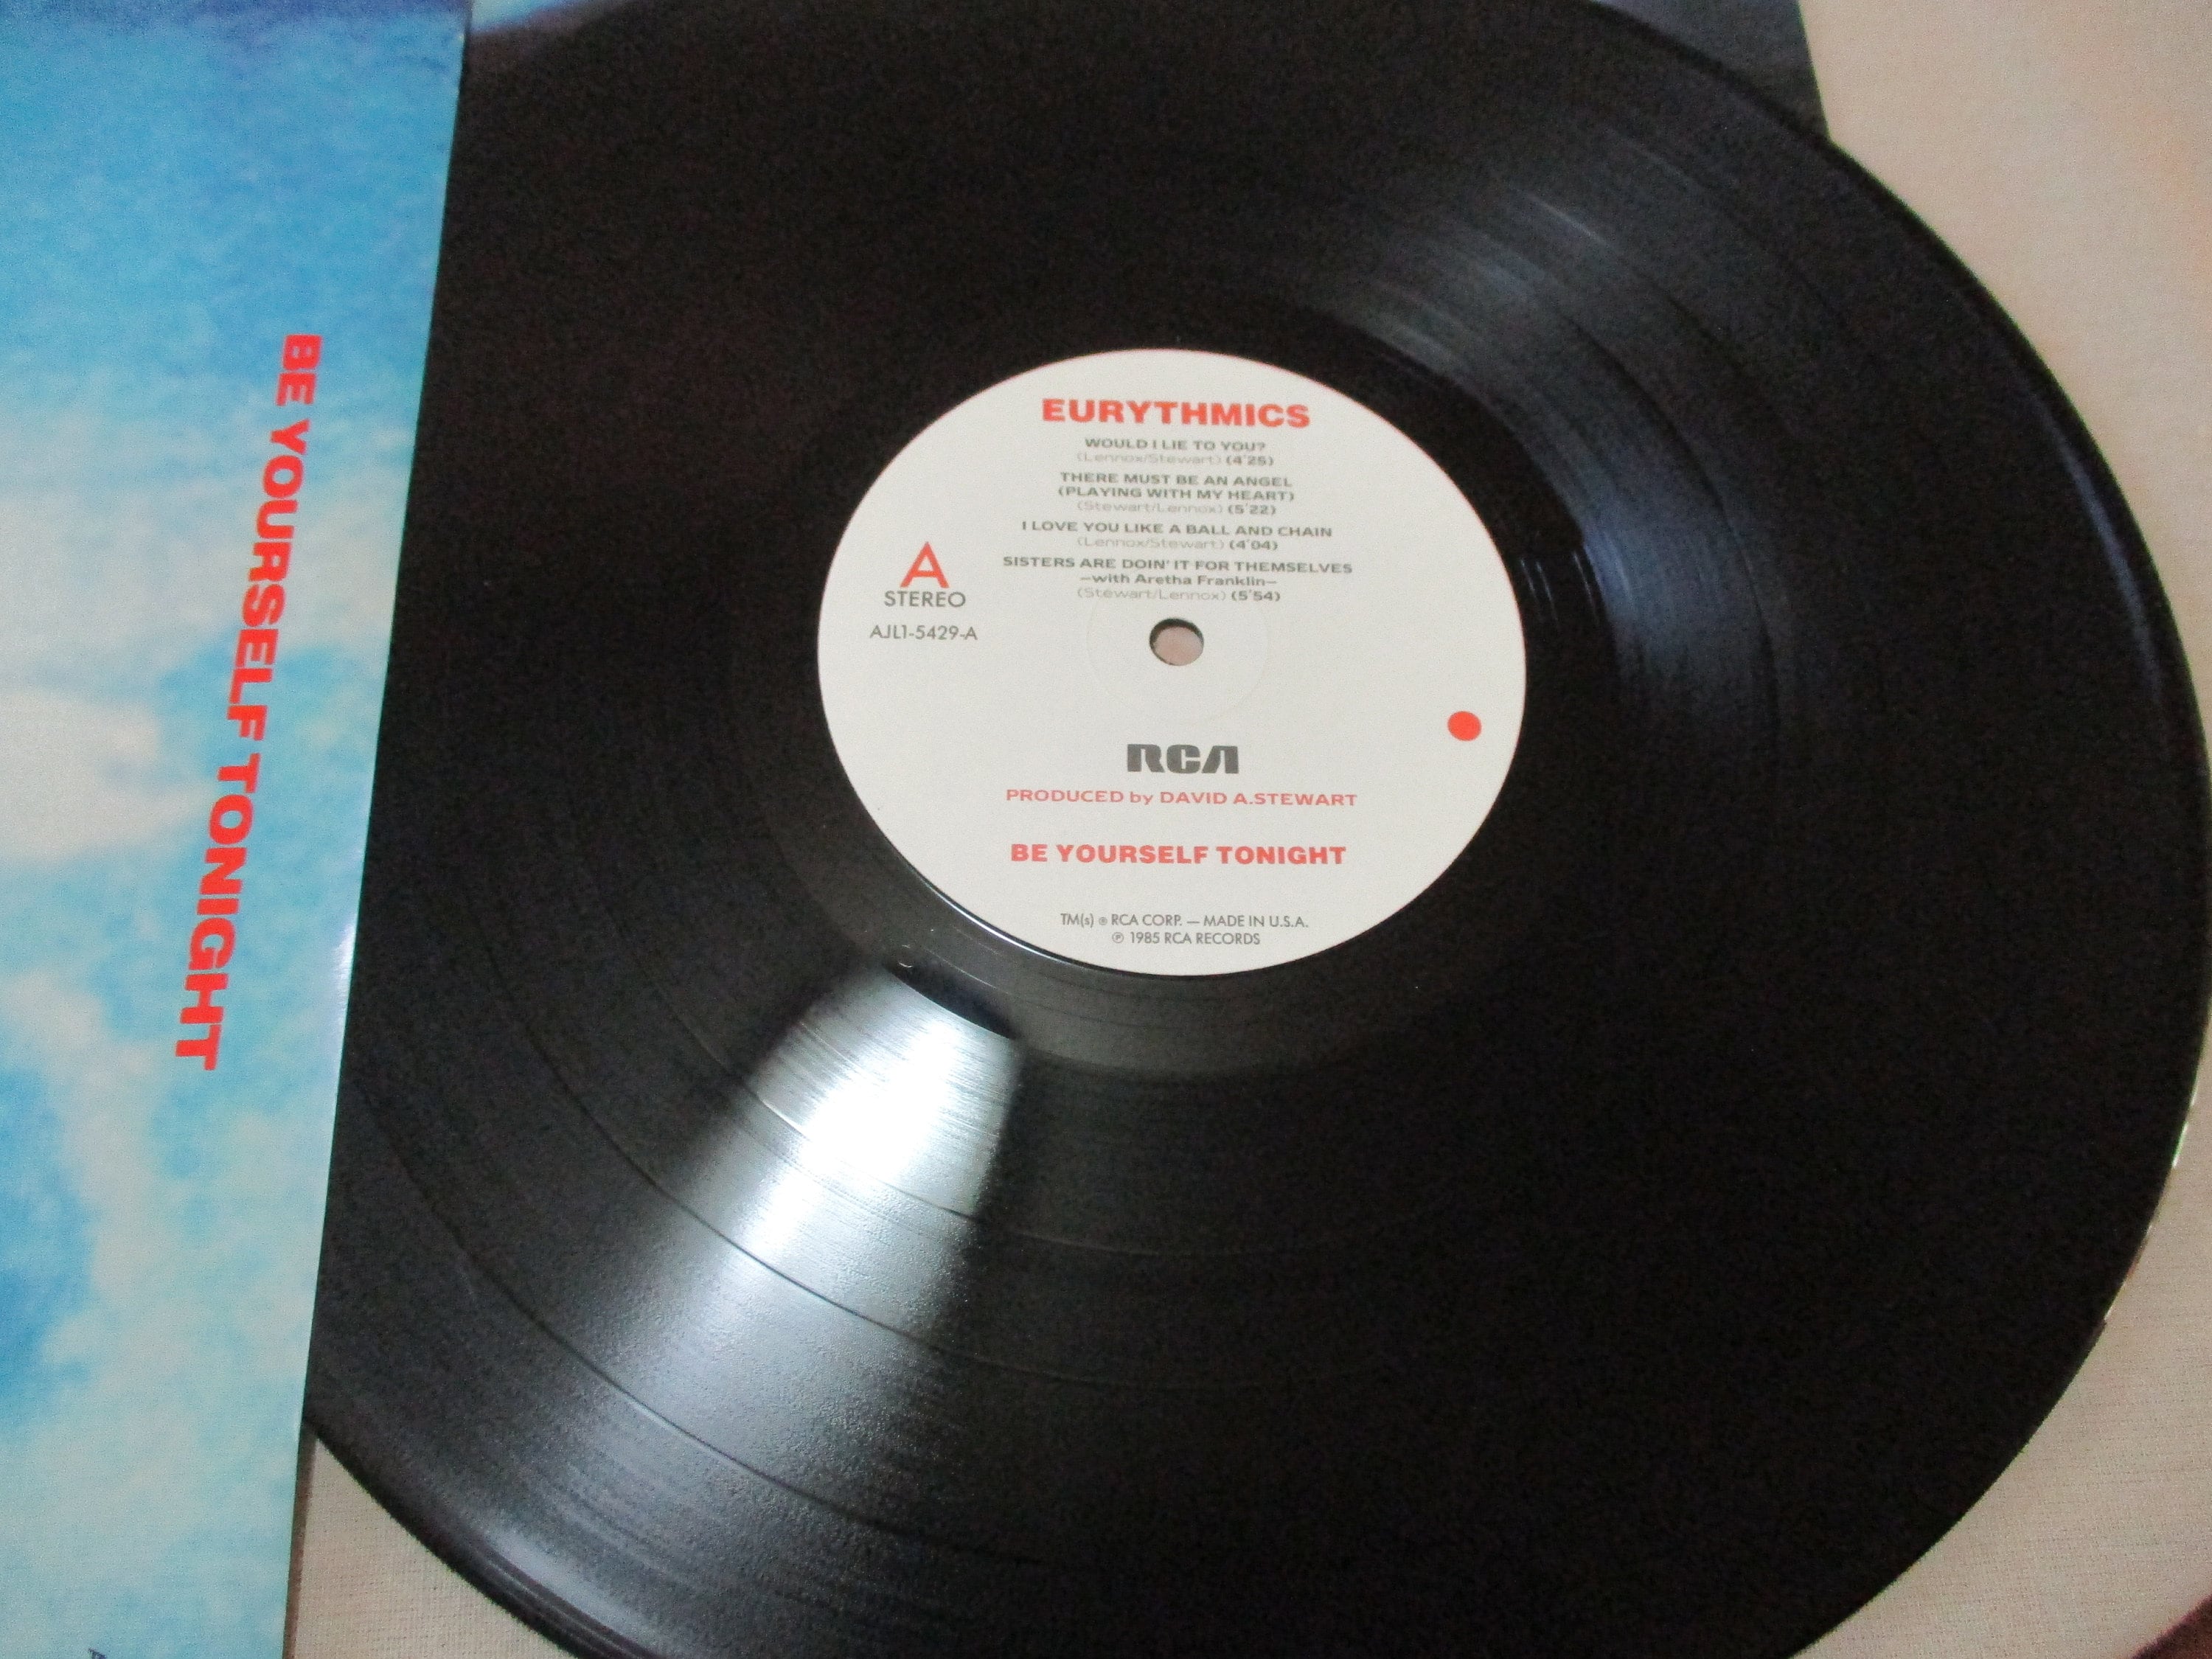 BE YOURSELF TONIGHT
EURYTHMICS
WOULD I LIE TO YOU?
(Lennox/Stewart) (4'25)
THERE MUST BE AN ANGEL
(PLAYING WITH MY HEART)
(Stewart/Lennox) (5'22)
I LOVE YOU LIKE A BALL AND CHAIN
(Lennox/Stewart) (4'04)
SISTERS ARE DOIN' IT FOR THEMSELVES
–with Aretha Franklin–
(Stewart/Lennox) (5'54)
A
STEREO
AJL1-5429-A
RCA
PRODUCED by DAVID A.STEWART
BE YOURSELF TONIGHT
TM(s) ® RCA CORP. — MADE IN U.S.A.
℗ 1985 RCA RECORDS